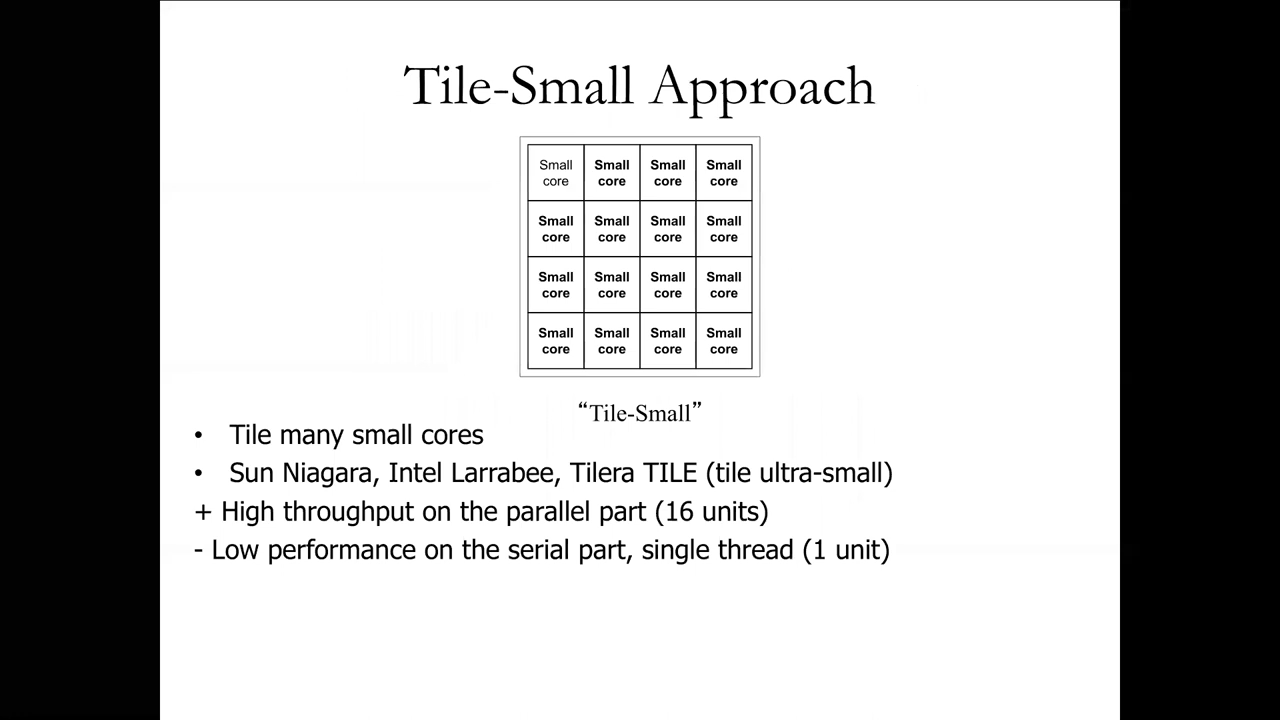 Tile-Small Approach
Small Small Small Small
core core core core
Small Small Small Small
core core core core
Small Small Small Small
core core core core
Small Small Small Small
core core core core
“Tile-Small”
• Tile many small cores
• Sun Niagara, Intel Larrabee, Tilera TILE (tile ultra-small)
+ High throughput on the parallel part (16 units)
- Low performance on the serial part, single thread (1 unit)